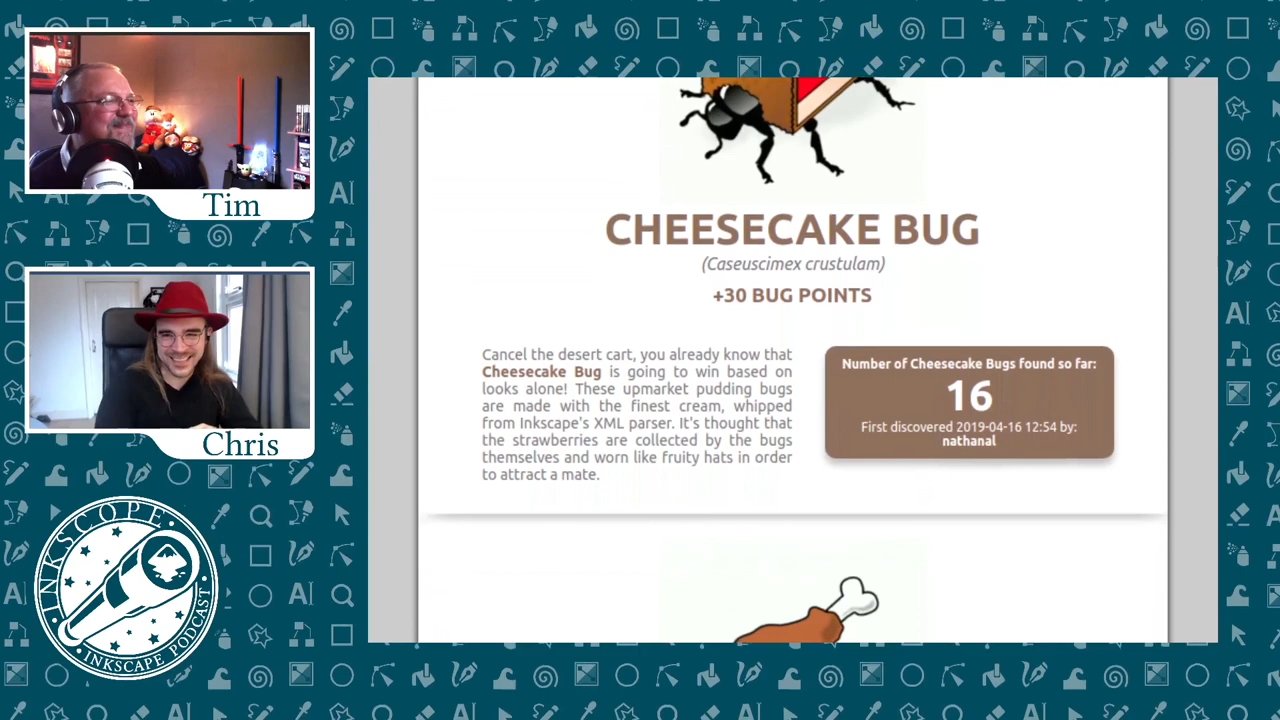 Tim
Chris
INKSCOPE
INKSCAPE PODCAST
CHEESECAKE BUG
(Caseuscimex crustulam)
+30 BUG POINTS
Cancel the desert cart, you already know that
Cheesecake Bug is going to win based on
looks alone! These upmarket pudding bugs
are made with the finest cream, whipped
from Inkscape's XML parser. It's thought that
the strawberries are collected by the bugs
themselves and worn like fruity hats in order
to attract a mate.
Number of Cheesecake Bugs found so far:
16
First discovered 2019-04-16 12:54 by:
nathanal